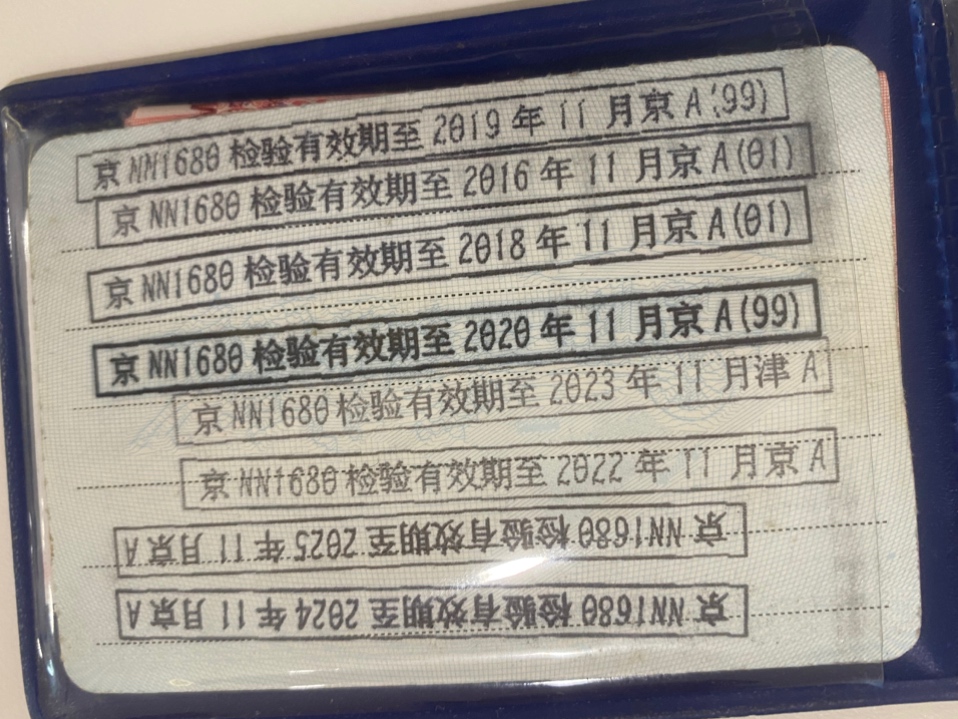 京NN1680检验有效期至2019年11月京A(99)
京NN1680检验有效期至2016年11月京A(01)
京NN1680检验有效期至2018年11月京A(01)
京NN1680检验有效期至2020年11月京A(99)
京NN1680检验有效期至2023年11月津A
京NN1680检验有效期至2022年11月京A
京NN1680检验有效期至2025年11月京A
京NN1680检验有效期至2024年11月京A